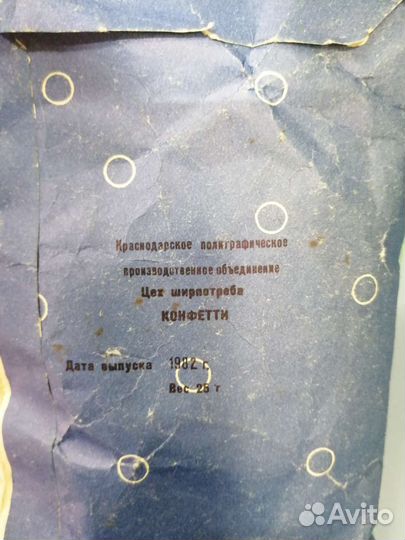 Краснодарское полиграфическое
производственное объединение
Цех ширпотреба
КОНФЕТТИ
Дата выпуска 1982 г.
Вес 25 г
Avito